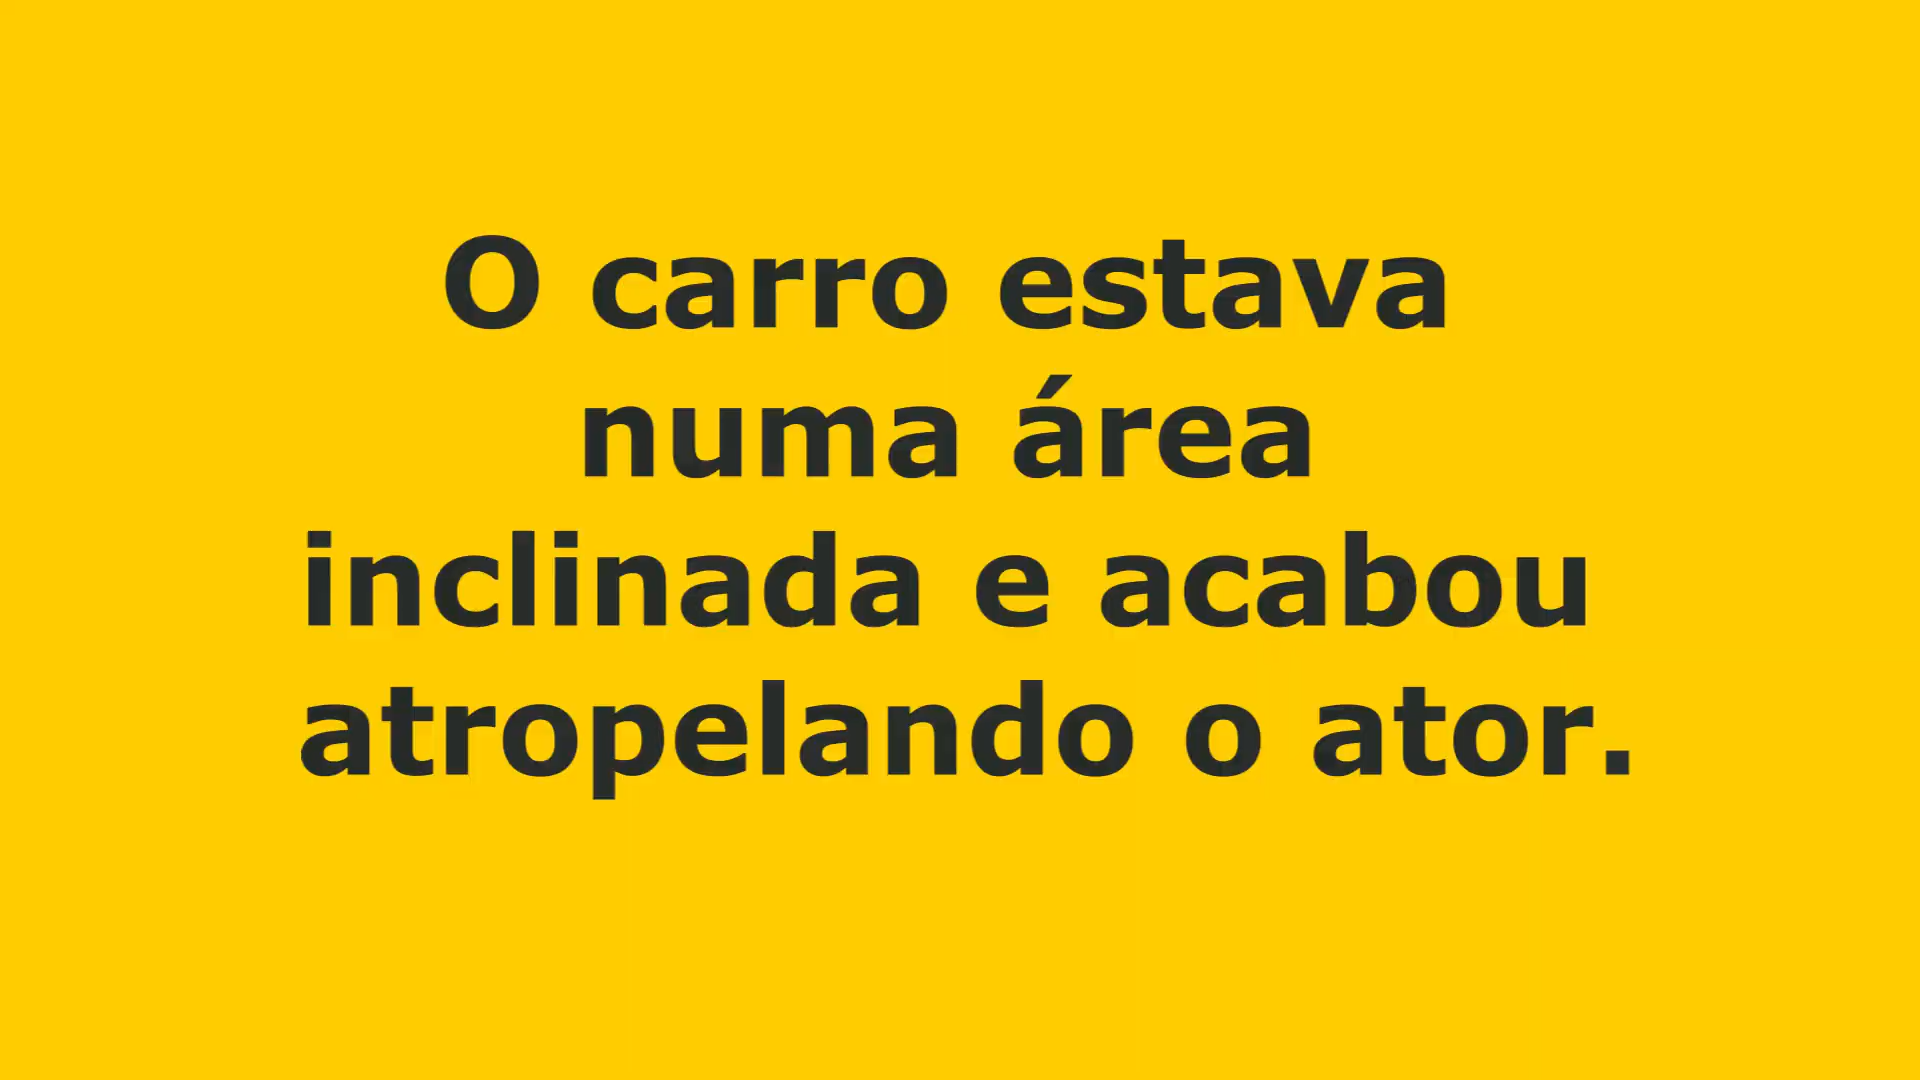 O carro estava
numa área
inclinada e acabou
atropelando o ator.